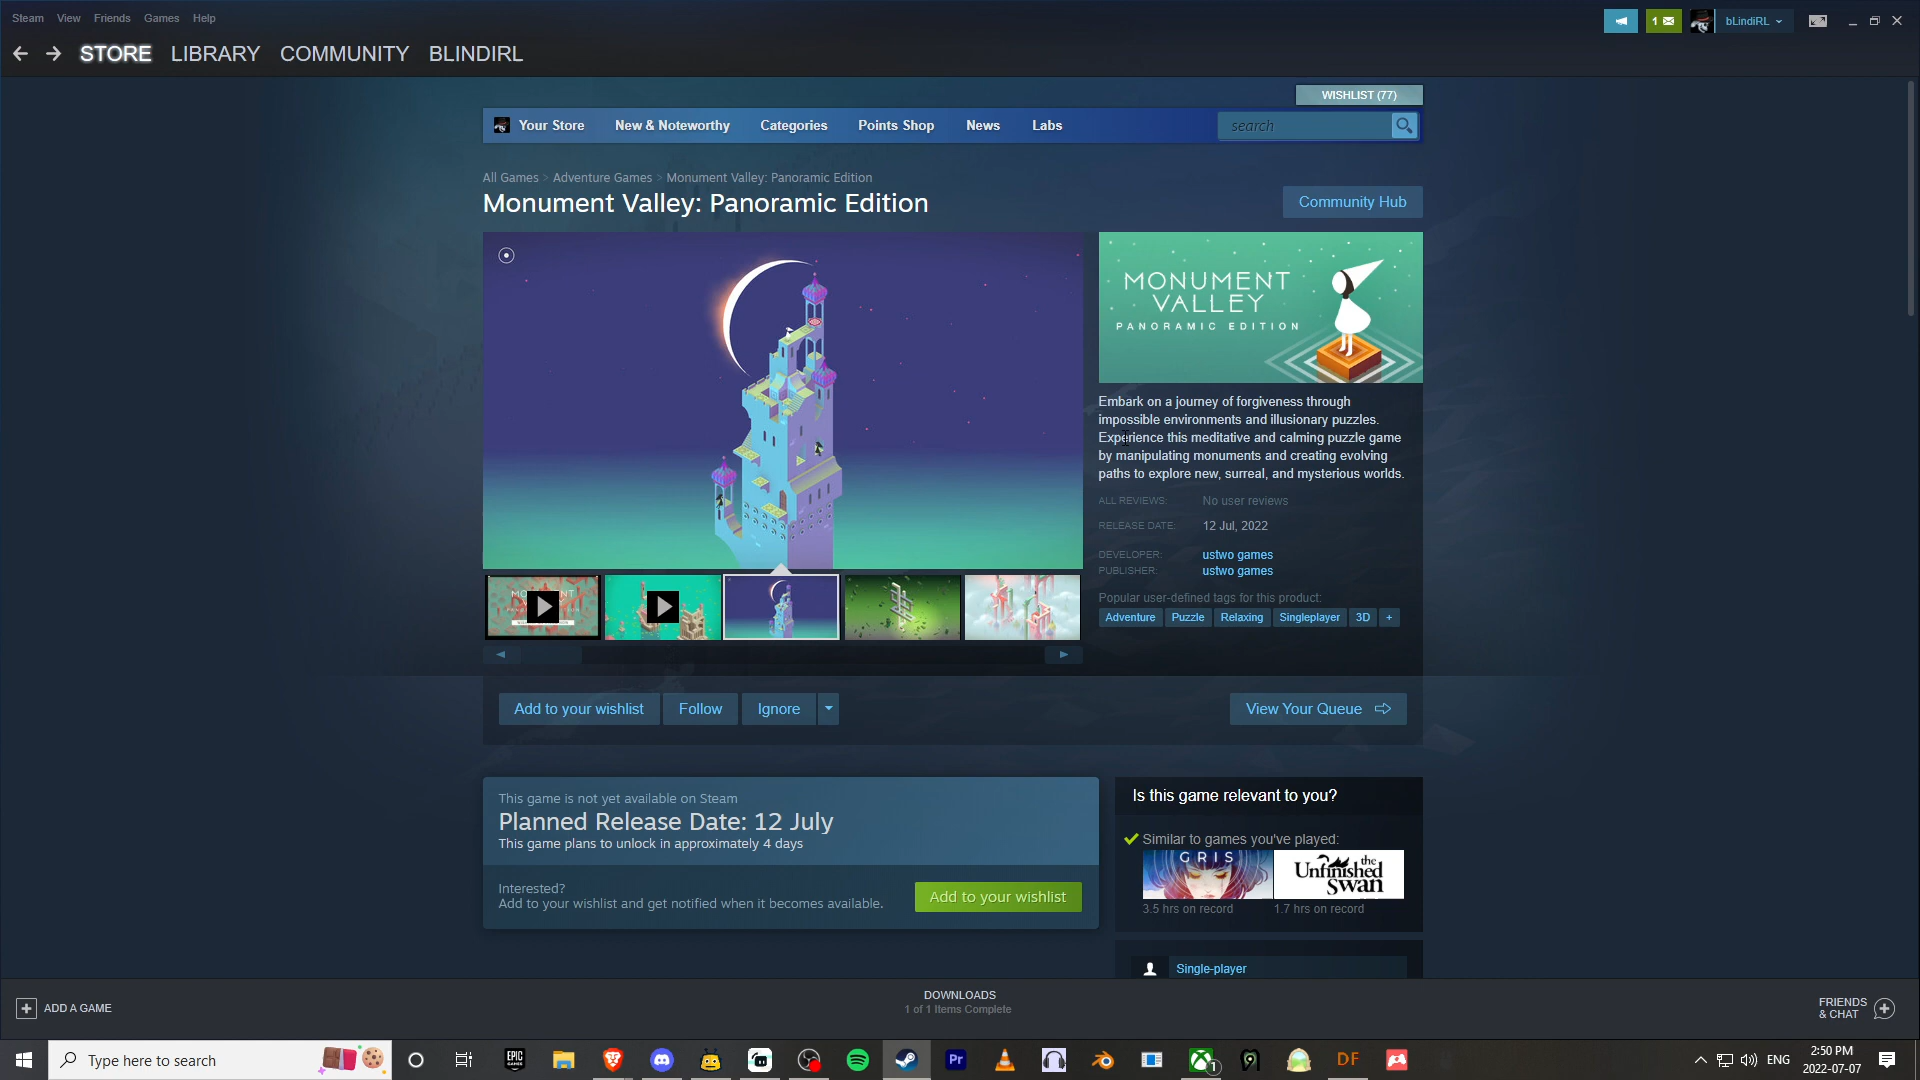 Steam View Friends Games Help
1
bLindiRL
STORE LIBRARY COMMUNITY BLINDIRL
WISHLIST (77)
Your Store New & Noteworthy Categories Points Shop News Labs search
All Games > Adventure Games > Monument Valley: Panoramic Edition
Monument Valley: Panoramic Edition
Community Hub
MONUMENT
VALLEY
PANORAMIC EDITION
Embark on a journey of forgiveness through
impossible environments and illusionary puzzles.
Experience this meditative and calming puzzle game
by manipulating monuments and creating evolving
paths to explore new, surreal, and mysterious worlds.
ALL REVIEWS: No user reviews
RELEASE DATE: 12 Jul, 2022
DEVELOPER: ustwo games
PUBLISHER: ustwo games
Popular user-defined tags for this product:
Adventure Puzzle Relaxing Singleplayer 3D +
Add to your wishlist Follow Ignore
View Your Queue
This game is not yet available on Steam
Planned Release Date: 12 July
This game plans to unlock in approximately 4 days
Interested?
Add to your wishlist and get notified when it becomes available.
Add to your wishlist
Is this game relevant to you?
Similar to games you've played:
GRIS
the
Unfinished
Swan
3.5 hrs on record 1.7 hrs on record
Single-player
ADD A GAME
DOWNLOADS
1 of 1 Items Complete
FRIENDS
& CHAT
Type here to search
EPIC
GAMES
Pr
1
DF
ENG
2:50 PM
2022-07-07